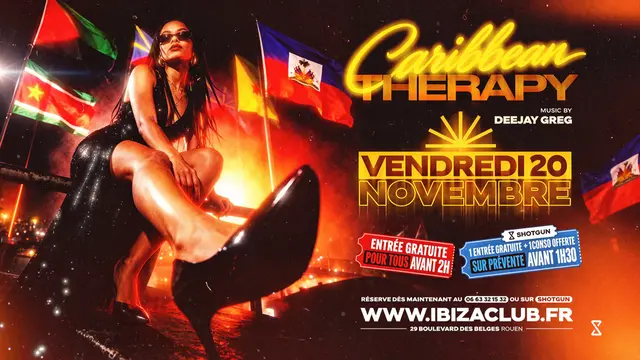 Caribbean
THERAPY
MUSIC BY
DEEJAY GREG
VENDREDI 20
NOVEMBRE
ENTRÉE GRATUITE
POUR TOUS AVANT 2H
SHOTGUN
1 ENTRÉE GRATUITE + 1 CONSO OFFERTE
SUR PRÉVENTE AVANT 1H30
RÉSERVE DÈS MAINTENANT AU 06 63 32 15 32 OU SUR SHOTGUN
WWW.IBIZACLUB.FR
29 BOULEVARD DES BELGES ROUEN